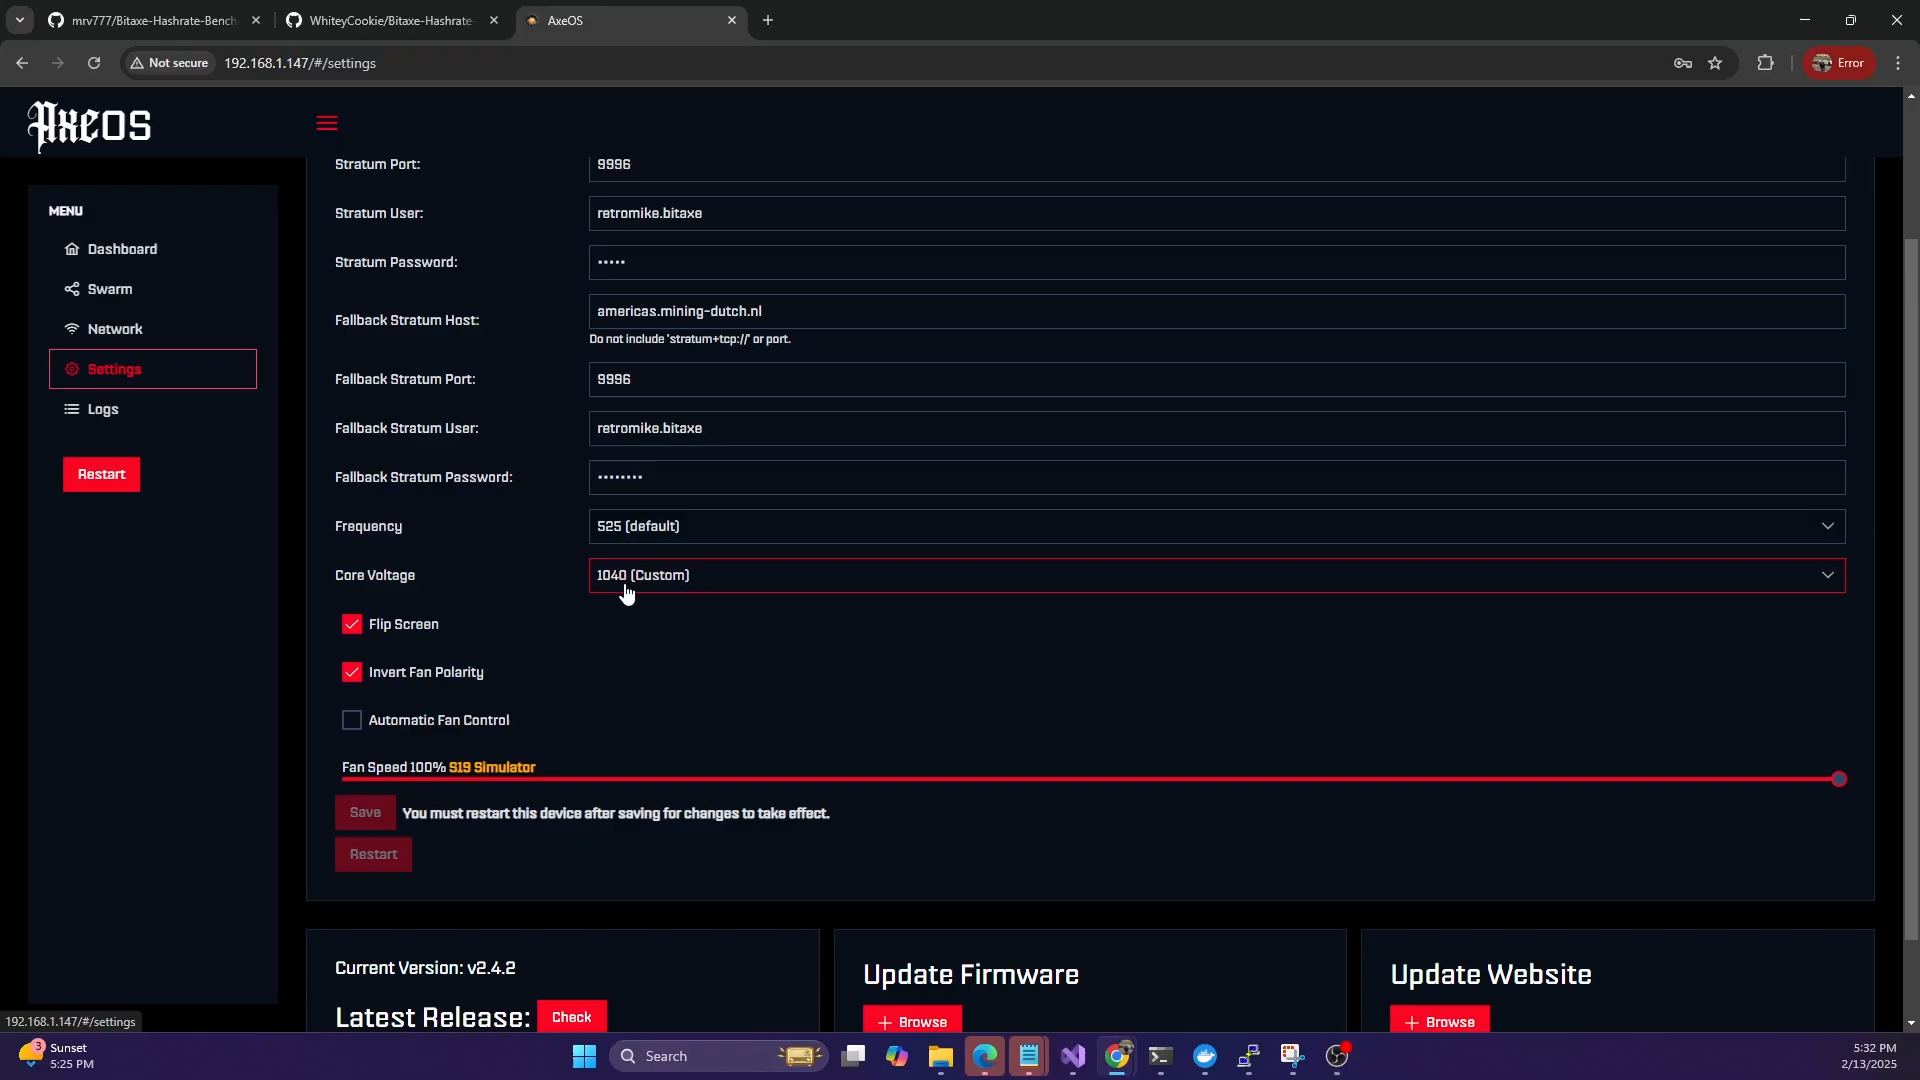 mrv777/Bitaxe-Hashrate-Bench
WhiteyCookie/Bitaxe-Hashrate-
AxeOS
Not secure
192.168.1.147/#/settings
Error
AxeOS
MENU
Dashboard
Swarm
Network
Settings
Logs
Restart
Stratum Port:
9996
Stratum User:
retromike.bitaxe
Stratum Password:
•••••
Fallback Stratum Host:
americas.mining-dutch.nl
Do not include 'stratum+tcp://' or port.
Fallback Stratum Port:
9996
Fallback Stratum User:
retromike.bitaxe
Fallback Stratum Password:
••••••••
Frequency
525 (default)
Core Voltage
1040 (Custom)
Flip Screen
Invert Fan Polarity
Automatic Fan Control
Fan Speed 100% S19 Simulator
Save You must restart this device after saving for changes to take effect.
Restart
Current Version: v2.4.2
Latest Release: Check
Update Firmware
+ Browse
Update Website
+ Browse
192.168.1.147/#/settings
3
Sunset
5:25 PM
Search
5:32 PM
2/13/2025